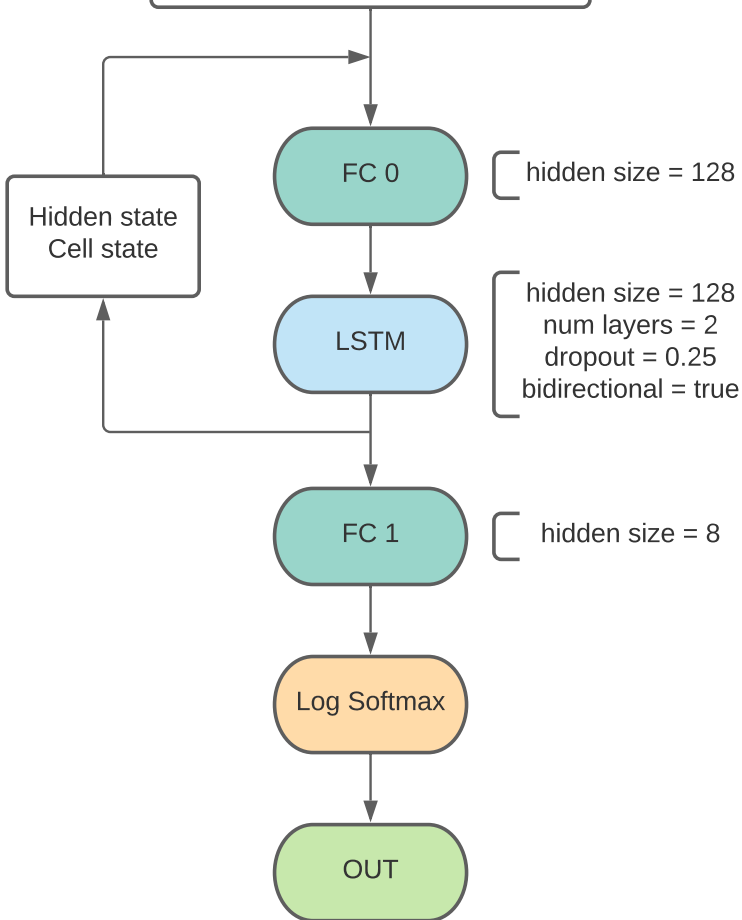 FC 0
hidden size = 128
Hidden state
Cell state
LSTM
hidden size = 128
num layers = 2
dropout = 0.25
bidirectional = true
FC 1
hidden size = 8
Log Softmax
OUT